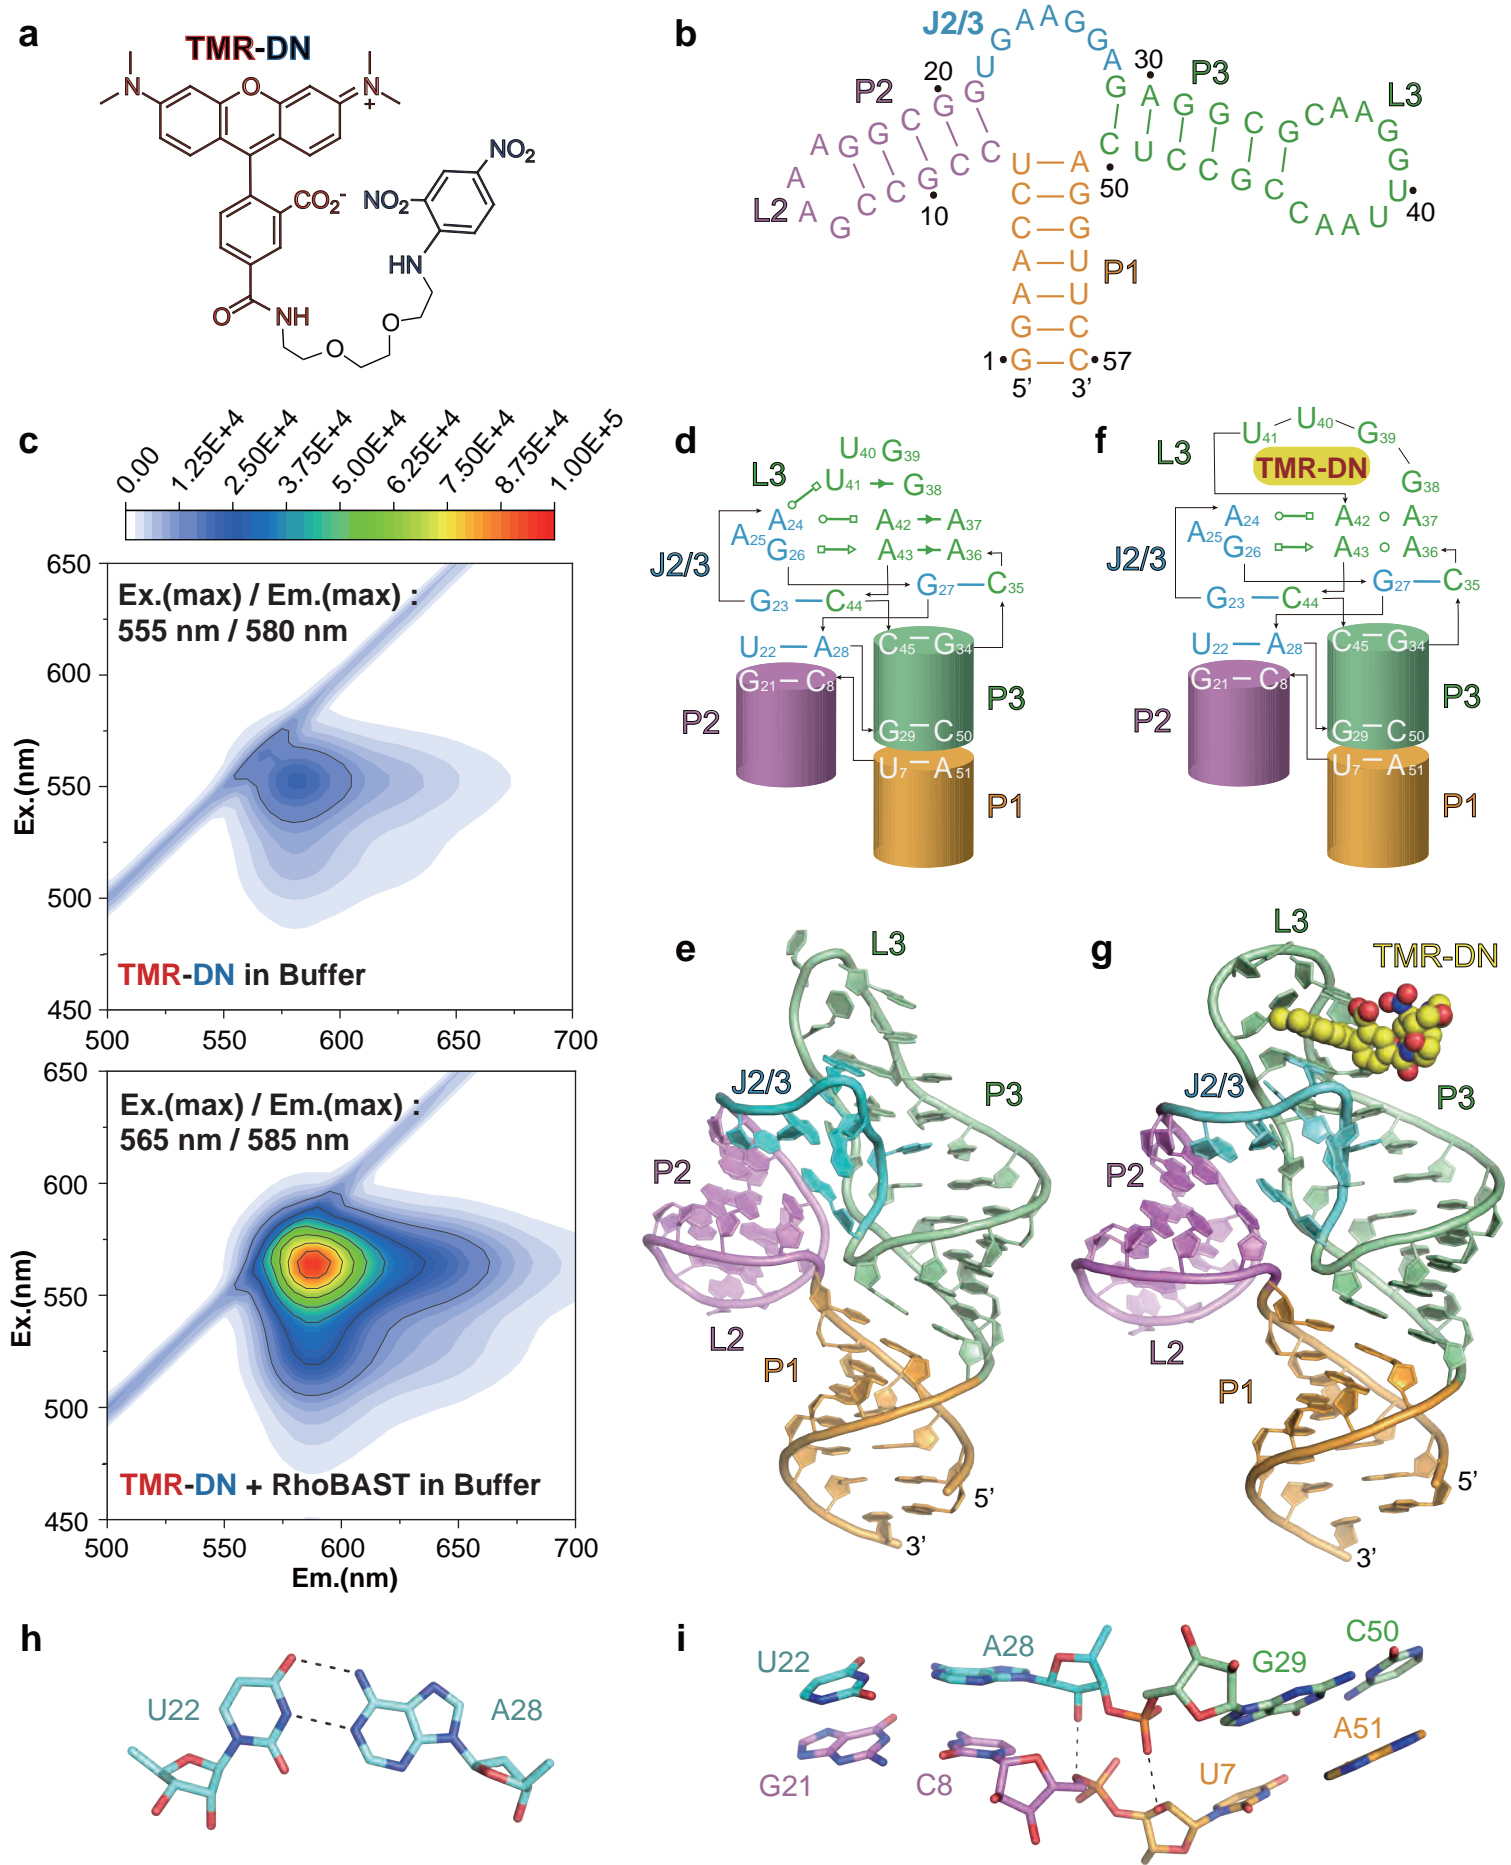 a
TMR-DN
N
O
N
+
NO2
NO2
CO2-
HN
O
NH
O
O
b
J2/3
G A A G G
U A
P2
20
30
P3
L3
A G G C G G
G A G G C G C A A G
G
U
40
L2
A A G C C G C C
10
C U C C G C C A A U
50
U A
C G
C G
A U
P1
A U
G C
1 G C 57
5’ 3’
c
0.00
1.25E+4
2.50E+4
3.75E+4
5.00E+4
6.25E+4
7.50E+4
8.75E+4
1.00E+5
650
Ex.(max) / Em.(max) :
555 nm / 580 nm
600
550
500
450
Ex.(nm)
TMR-DN in Buffer
500 550 600 650 700
650
Ex.(max) / Em.(max) :
565 nm / 585 nm
600
550
500
450
Ex.(nm)
TMR-DN + RhoBAST in Buffer
500 550 600 650 700
Em.(nm)
d
L3
U40 G39
U41 G38
A24 A42 A37
A25
G26 A43 A36
J2/3
G27 C35
G23 C44
U22 A28 C45 G34
G21 C8
P2
P3
G29 C50
U7 A51
P1
f
L3
U41 U40 G39
TMR-DN
G38
A24 A42 A37
A25
G26 A43 A36
J2/3
G27 C35
G23 C44
U22 A28 C45 G34
G21 C8
P2
P3
G29 C50
U7 A51
P1
e
L3
J2/3
P3
P2
L2
P1
5’
3’
g
L3
TMR-DN
J2/3
P3
P2
L2
P1
5’
3’
h
U22
A28
i
U22
A28
G29
C50
G21
C8
U7
A51